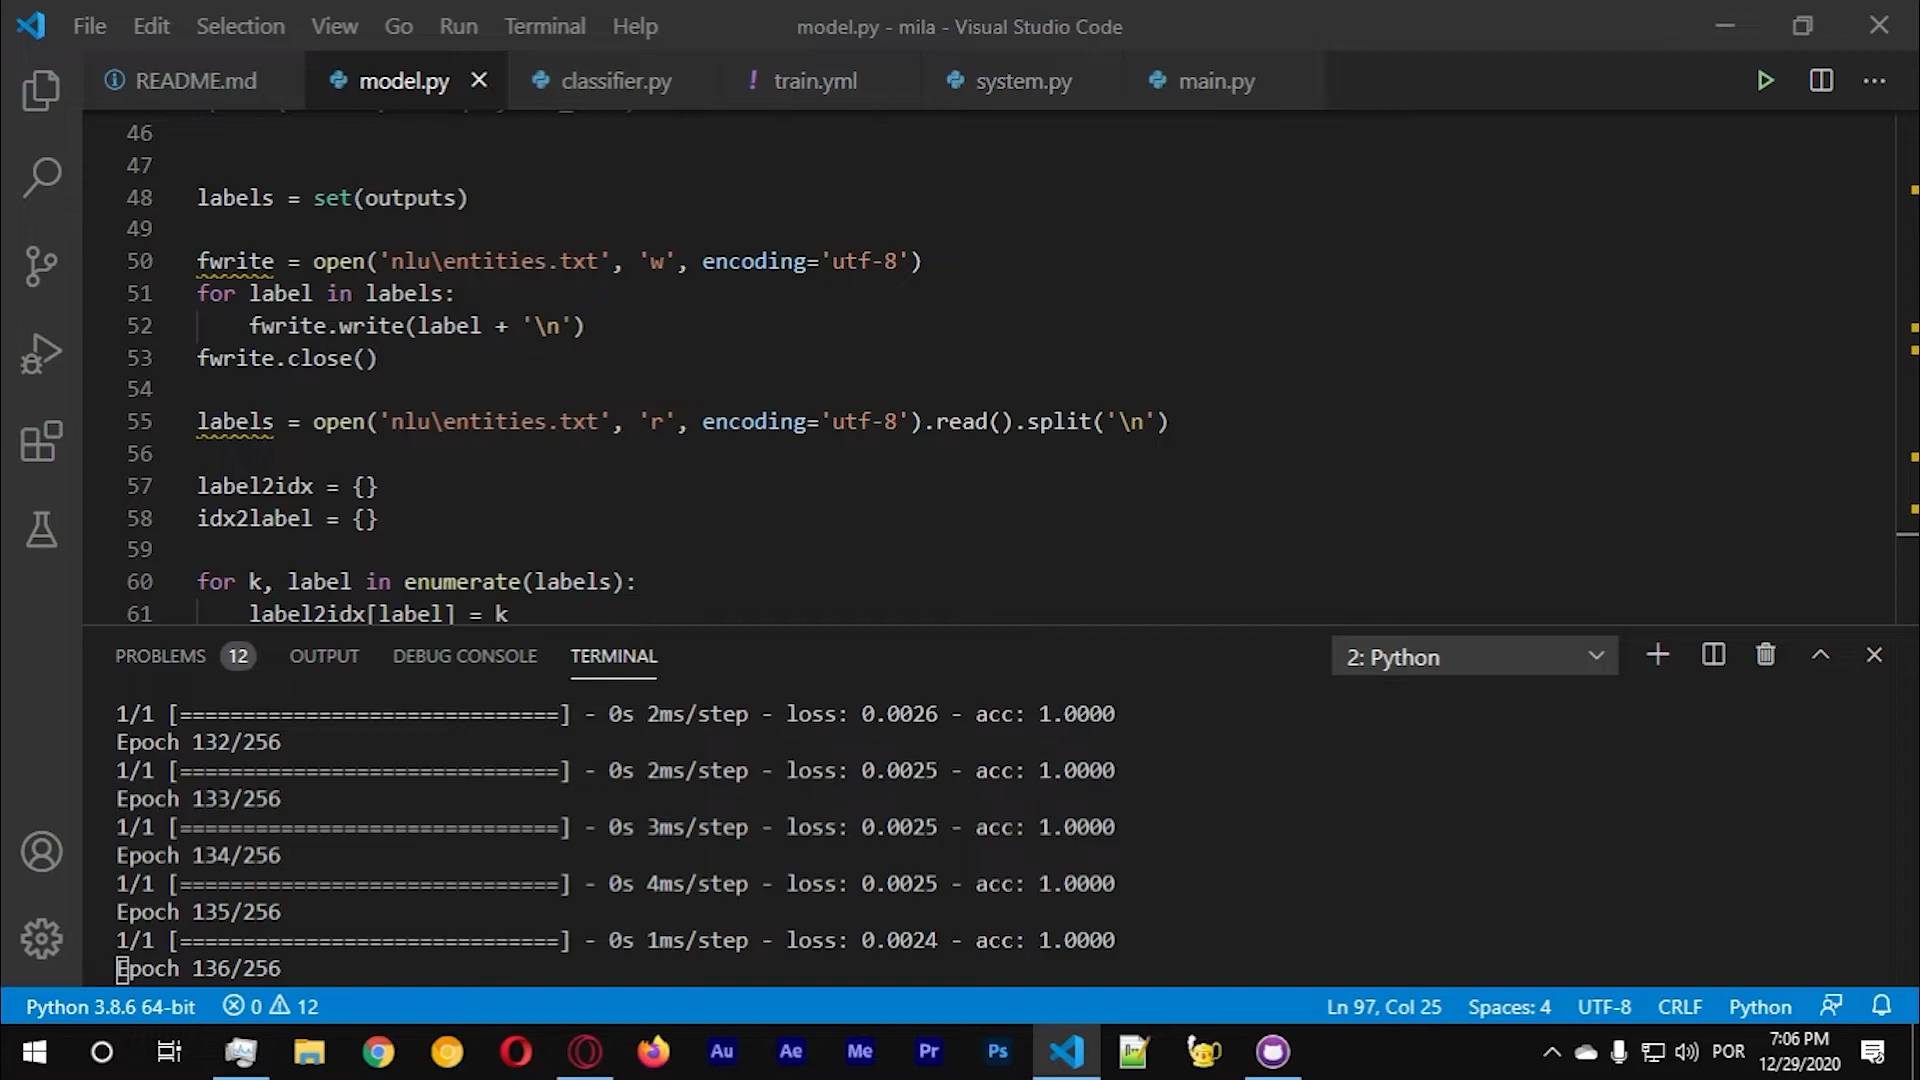 File Edit Selection View Go Run Terminal Help model.py - mila - Visual Studio Code
README.md model.py classifier.py ! train.yml system.py main.py
46
47
48 labels = set(outputs)
49
50 fwrite = open('nlu\entities.txt', 'w', encoding='utf-8')
51 for label in labels:
52 fwrite.write(label + '\n')
53 fwrite.close()
54
55 labels = open('nlu\entities.txt', 'r', encoding='utf-8').read().split('\n')
56
57 label2idx = {}
58 idx2label = {}
59
60 for k, label in enumerate(labels):
61 label2idx[label] = k
PROBLEMS 12 OUTPUT DEBUG CONSOLE TERMINAL 2: Python
1/1 [==============================] - 0s 2ms/step - loss: 0.0026 - acc: 1.0000
Epoch 132/256
1/1 [==============================] - 0s 2ms/step - loss: 0.0025 - acc: 1.0000
Epoch 133/256
1/1 [==============================] - 0s 3ms/step - loss: 0.0025 - acc: 1.0000
Epoch 134/256
1/1 [==============================] - 0s 4ms/step - loss: 0.0025 - acc: 1.0000
Epoch 135/256
1/1 [==============================] - 0s 1ms/step - loss: 0.0024 - acc: 1.0000
Epoch 136/256
Python 3.8.6 64-bit 0 12 Ln 97, Col 25 Spaces: 4 UTF-8 CRLF Python
Au Ae Me Pr Ps POR 7:06 PM
12/29/2020